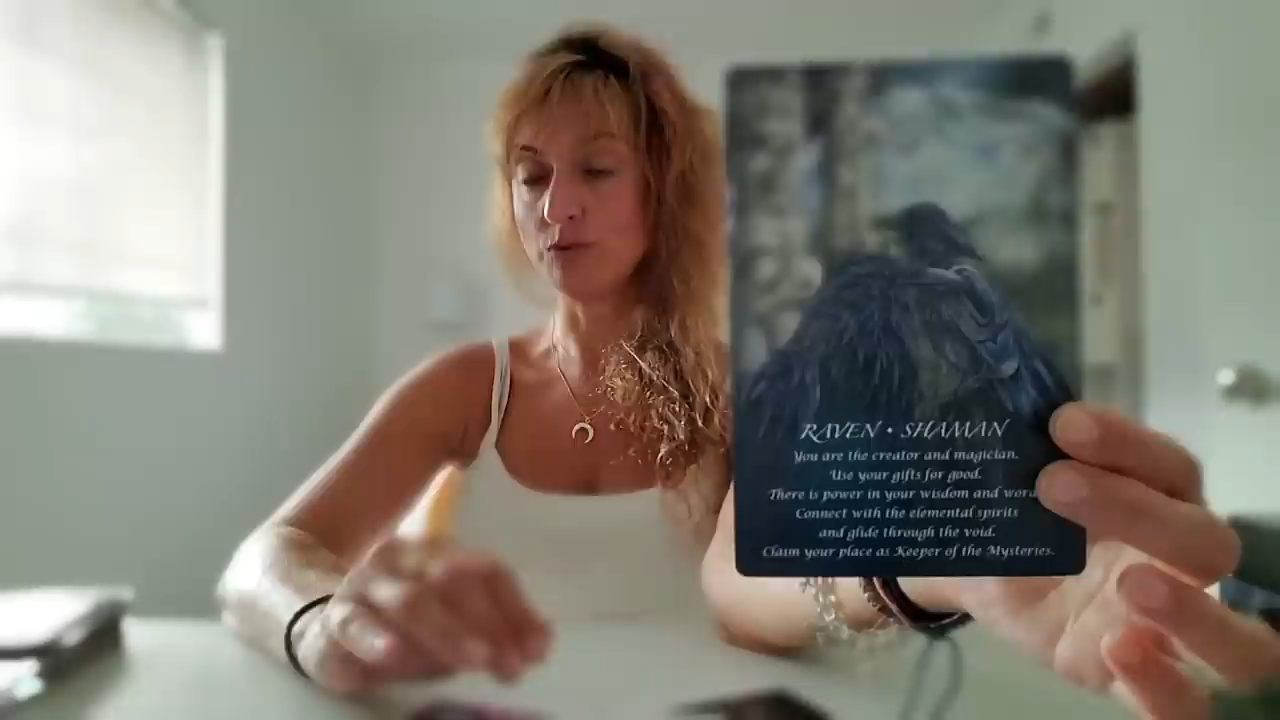 RAVEN • SHAMAN
You are the creator and magician.
Use your gifts for good.
There is power in your wisdom and
Connect with the elemental spirits
and glide through the void.
Claim your place as Keeper of the Mysteries.